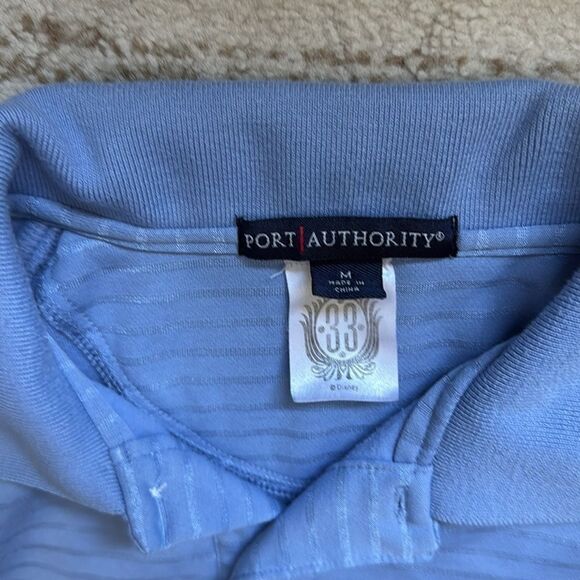 PORT AUTHORITY®
M
MADE IN
CHINA
33
© Disney